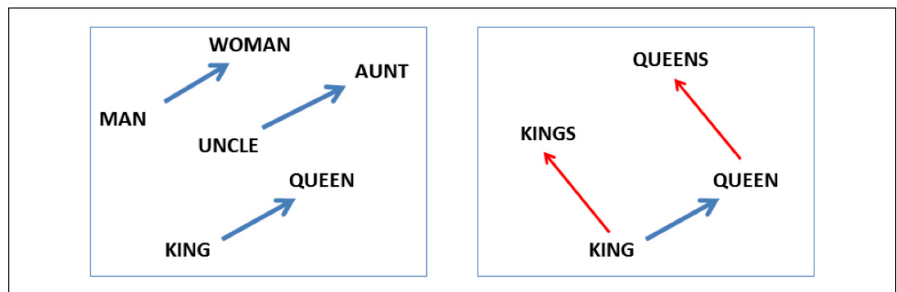 WOMAN
AUNT
MAN
UNCLE
QUEEN
KING
QUEENS
KINGS
QUEEN
KING